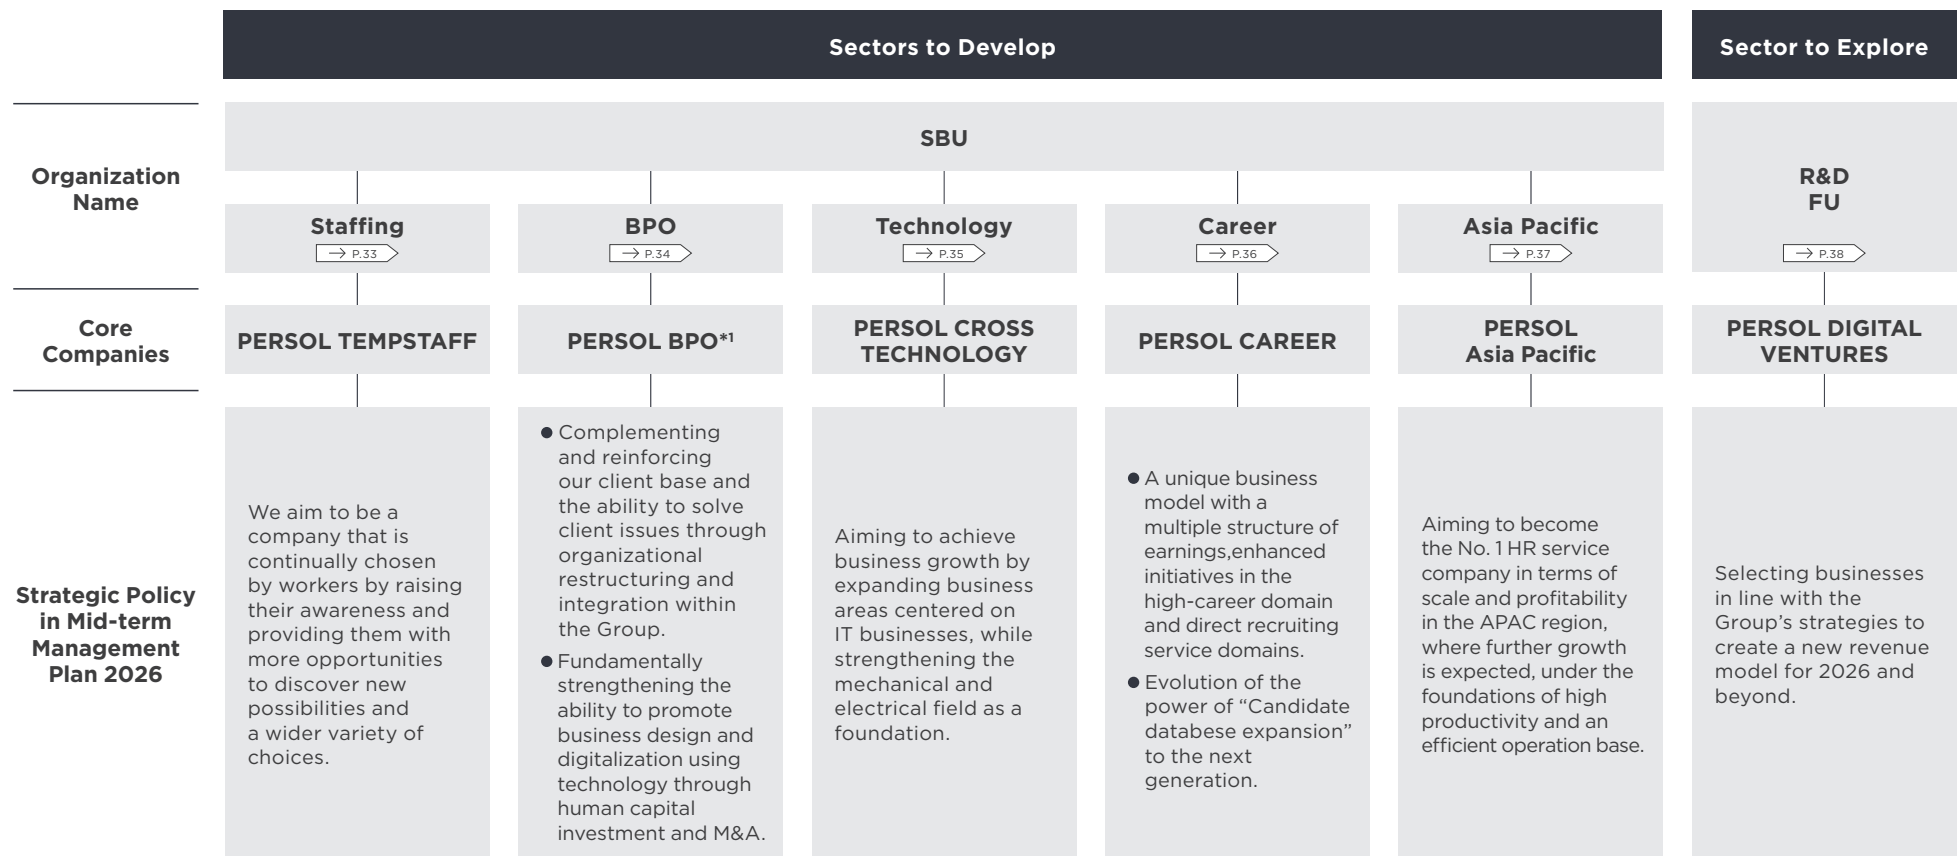 Sectors to Develop
Sector to Explore
Organization
Name
SBU
Staffing
→ P.33
BPO
→ P.34
Technology
→ P.35
Career
→ P.36
Asia Pacific
→ P.37
R&D
FU
→ P.38
Core
Companies
PERSOL TEMPSTAFF
PERSOL BPO*1
PERSOL CROSS
TECHNOLOGY
PERSOL CAREER
PERSOL
Asia Pacific
PERSOL DIGITAL
VENTURES
Strategic Policy
in Mid-term
Management
Plan 2026
We aim to be a
company that is
continually chosen
by workers by raising
their awareness and
providing them with
more opportunities
to discover new
possibilities and
a wider variety of
choices.
● Complementing
and reinforcing
our client base and
the ability to solve
client issues through
organizational
restructuring and
integration within
the Group.
● Fundamentally
strengthening the
ability to promote
business design and
digitalization using
technology through
human capital
investment and M&A.
Aiming to achieve
business growth by
expanding business
areas centered on
IT businesses, while
strengthening the
mechanical and
electrical field as a
foundation.
● A unique business
model with a
multiple structure of
earnings,enhanced
initiatives in the
high-career domain
and direct recruiting
service domains.
● Evolution of the
power of “Candidate
databese expansion”
to the next
generation.
Aiming to become
the No. 1 HR service
company in terms of
scale and profitability
in the APAC region,
where further growth
is expected, under the
foundations of high
productivity and an
efficient operation base.
Selecting businesses
in line with the
Group’s strategies to
create a new revenue
model for 2026 and
beyond.